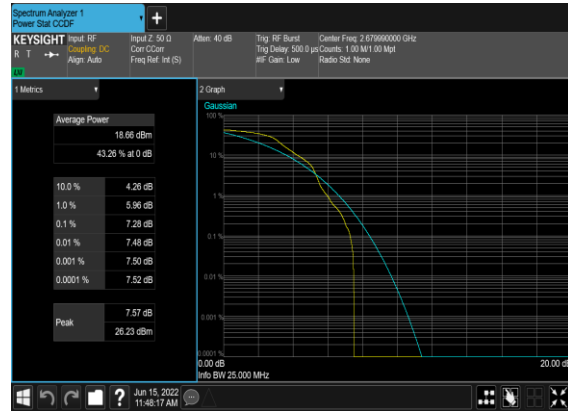 Spectrum Analyzer 1
Power Stat CCDF
KEYSIGHT
R T
LW
Input: RF
Coupling: DC
Align: Auto
Input Z: 50 Ω
Corr CCorr
Freq Ref: Int (S)
Atten: 40 dB
Trig: RF Burst
Trig Delay: 500.0 µs
#IF Gain: Low
Center Freq: 2.679990000 GHz
Counts: 1.00 M/1.00 Mpt
Radio Std: None
1 Metrics
Average Power
18.66 dBm
43.26 % at 0 dB
10.0 % 4.26 dB
1.0 % 5.96 dB
0.1 % 7.28 dB
0.01 % 7.48 dB
0.001 % 7.50 dB
0.0001 % 7.52 dB
Peak
7.57 dB
26.23 dBm
2 Graph
Gaussian
100 %
10 %
1 %
0.1 %
0.01 %
0.001 %
0.0001 %
0.00 dB
20.00 dB
Info BW 25.000 MHz
?
Jun 15, 2022
11:48:17 AM